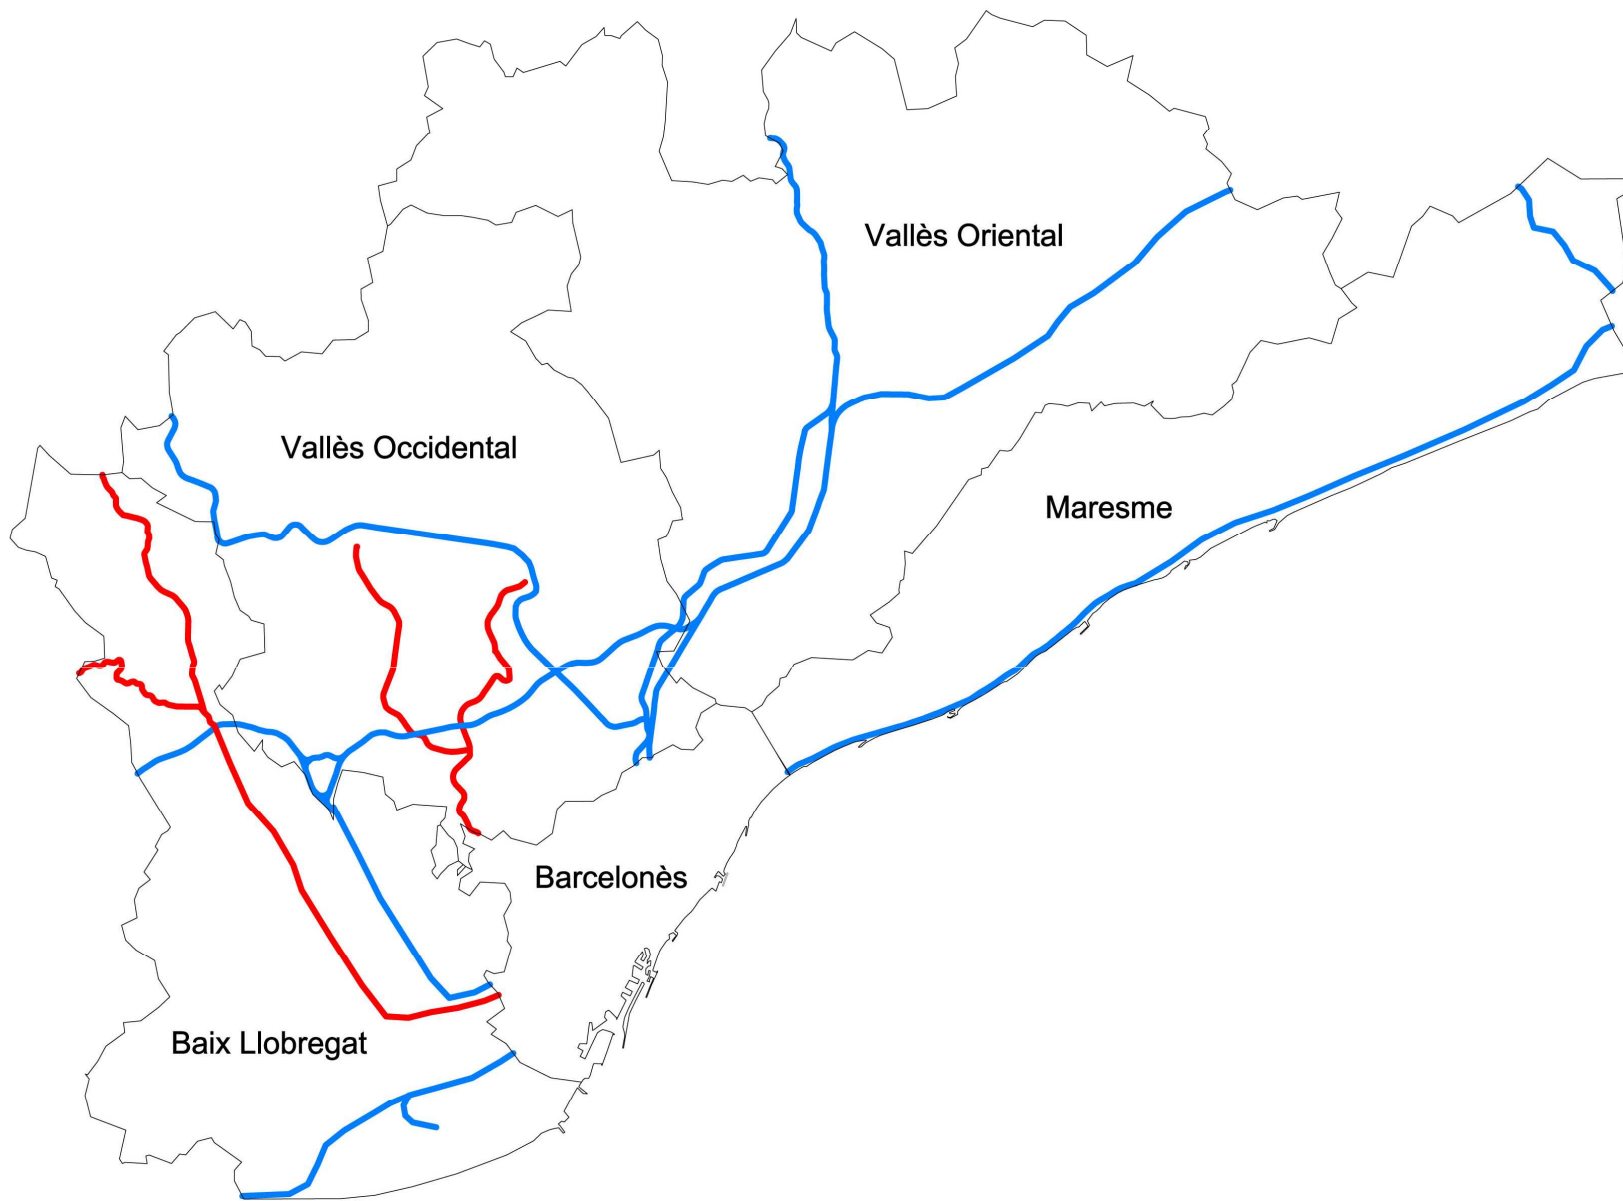 Vallès Oriental
Vallès Occidental
Maresme
Barcelonès
Baix Llobregat